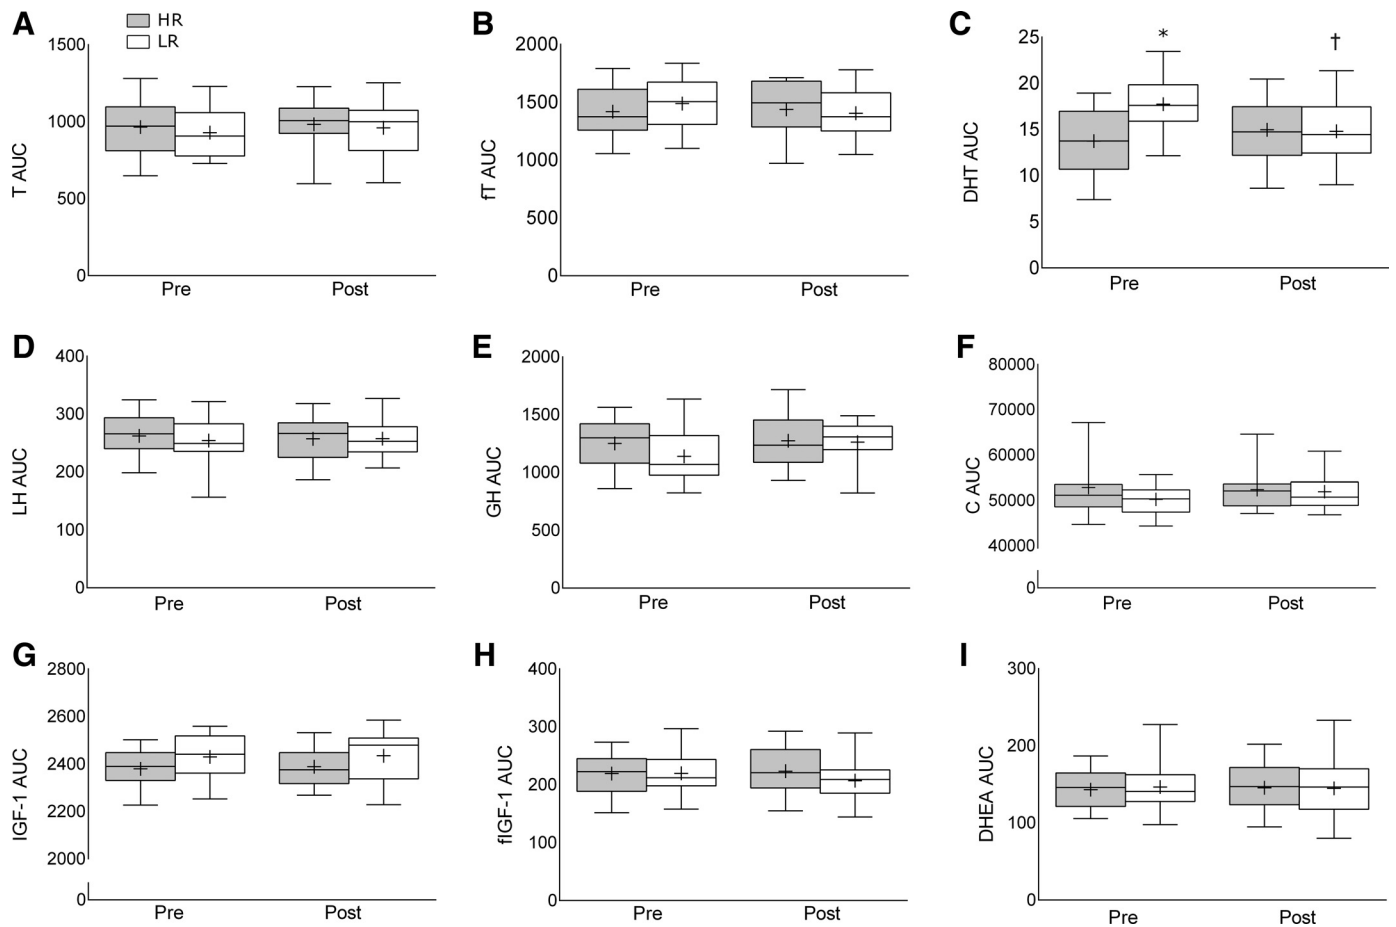 A
HR
LR
1500
1000
500
0
T AUC
Pre
Post
B
2000
1500
1000
500
0
fT AUC
Pre
Post
C
25
20
15
10
5
0
DHT AUC
*
†
Pre
Post
D
400
300
200
100
0
LH AUC
Pre
Post
E
2000
1500
1000
500
0
GH AUC
Pre
Post
F
80000
70000
60000
50000
40000
0
C AUC
Pre
Post
G
2800
2600
2400
2200
2000
0
IGF-1 AUC
Pre
Post
H
400
300
200
100
0
fIGF-1 AUC
Pre
Post
I
300
200
100
0
DHEA AUC
Pre
Post